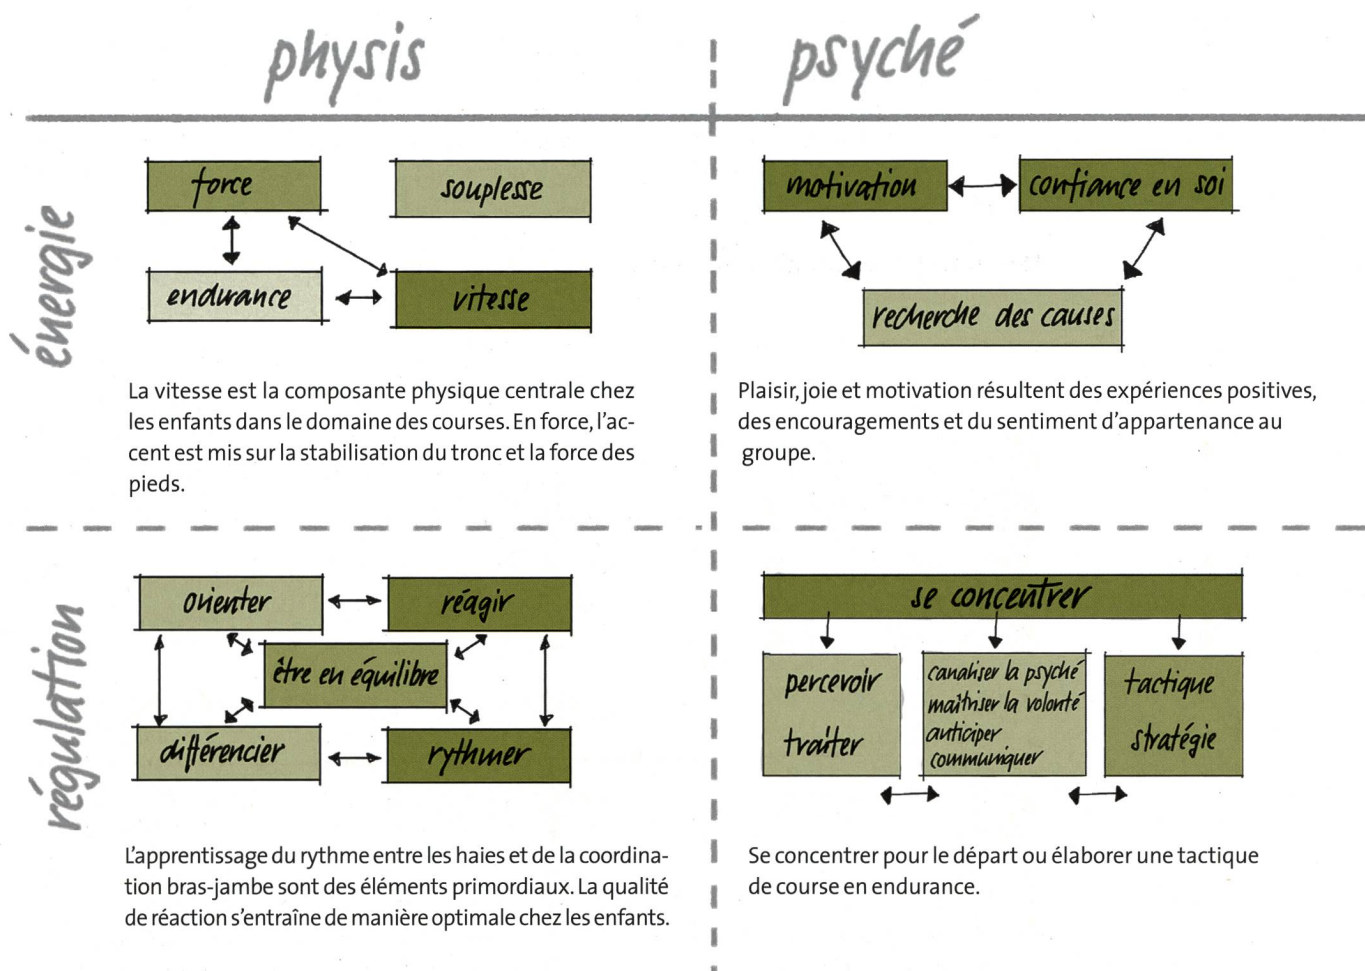 physis
psyché
énergie
force
souplesse
endurance
vitesse
La vitesse est la composante physique centrale chez
les enfants dans le domaine des courses. En force, l'ac-
cent est mis sur la stabilisation du tronc et la force des
pieds.
motivation
confiance en soi
recherche des causes
Plaisir, joie et motivation résultent des expériences positives,
des encouragements et du sentiment d'appartenance au
groupe.
régulation
orienter
réagir
être en équilibre
différencier
rythmer
L'apprentissage du rythme entre les haies et de la coordina-
tion bras-jambe sont des éléments primordiaux. La qualité
de réaction s'entraîne de manière optimale chez les enfants.
se concentrer
percevoir
traiter
canaliser la psyché
maîtriser la volonté
anticiper
communiquer
tactique
stratégie
Se concentrer pour le départ ou élaborer une tactique
de course en endurance.